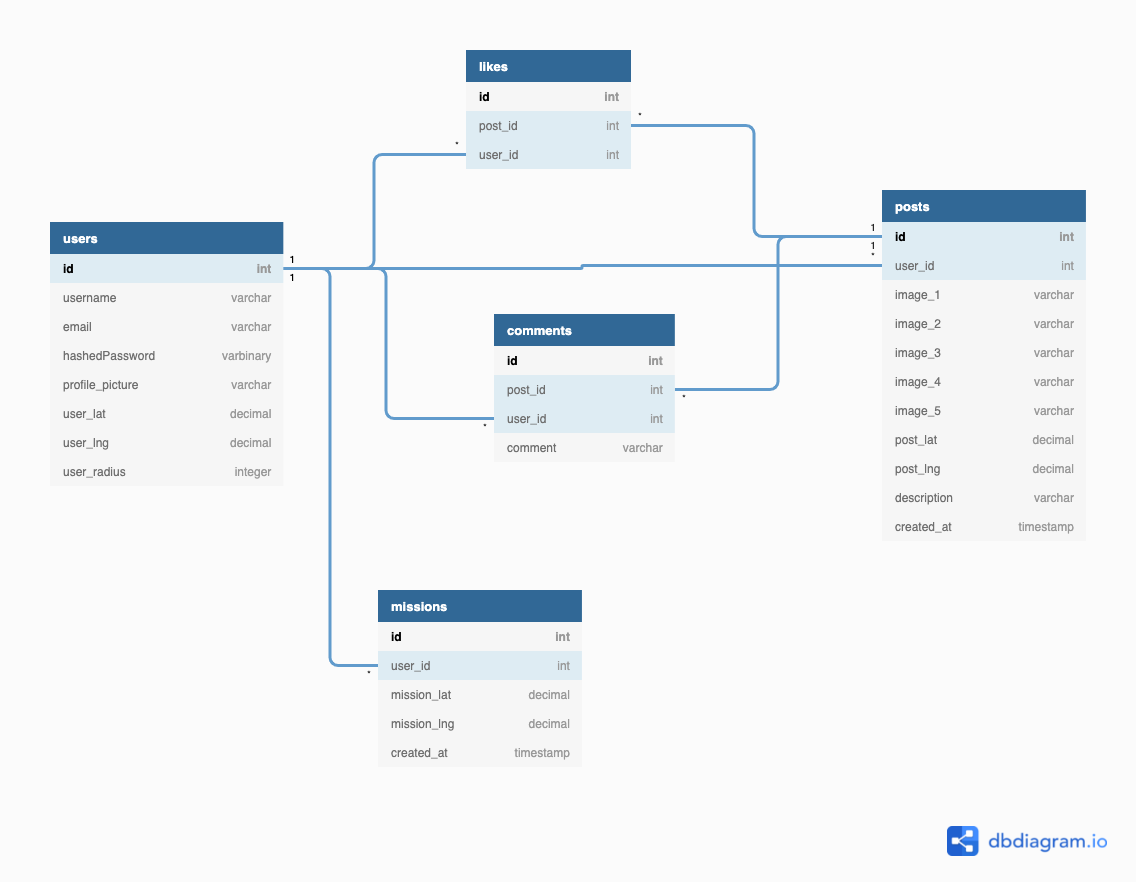 likes
id int
post_id int
user_id int
*
*
users
id int
username varchar
email varchar
hashedPassword varbinary
profile_picture varchar
user_lat decimal
user_lng decimal
user_radius integer
1
1
posts
id int
user_id int
image_1 varchar
image_2 varchar
image_3 varchar
image_4 varchar
image_5 varchar
post_lat decimal
post_lng decimal
description varchar
created_at timestamp
1
1
*
comments
id int
post_id int
user_id int
comment varchar
*
*
missions
id int
user_id int
mission_lat decimal
mission_lng decimal
created_at timestamp
*
dbdiagram.io